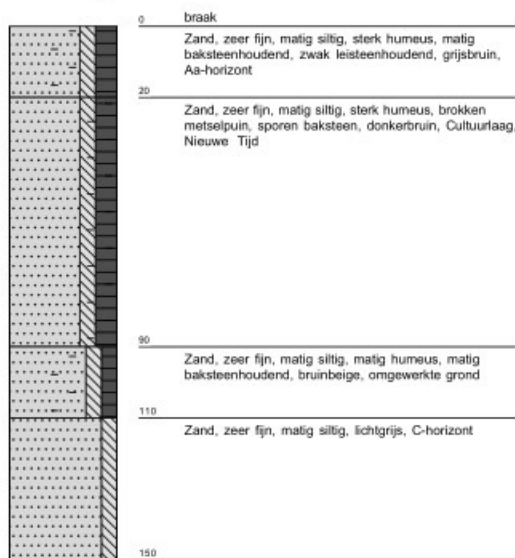 0
braak
Zand, zeer fijn, matig siltig, sterk humeus, matig
baksteenhoudend, zwak leisteenhoudend, grijsbruin,
Aa-horizont
20
Zand, zeer fijn, matig siltig, sterk humeus, brokken
metselpuin, sporen baksteen, donkerbruin, Cultuurlaag,
Nieuwe Tijd
90
Zand, zeer fijn, matig siltig, matig humeus, matig
baksteenhoudend, bruinbeige, omgewerkte grond
110
Zand, zeer fijn, matig siltig, lichtgrijs, C-horizont
150